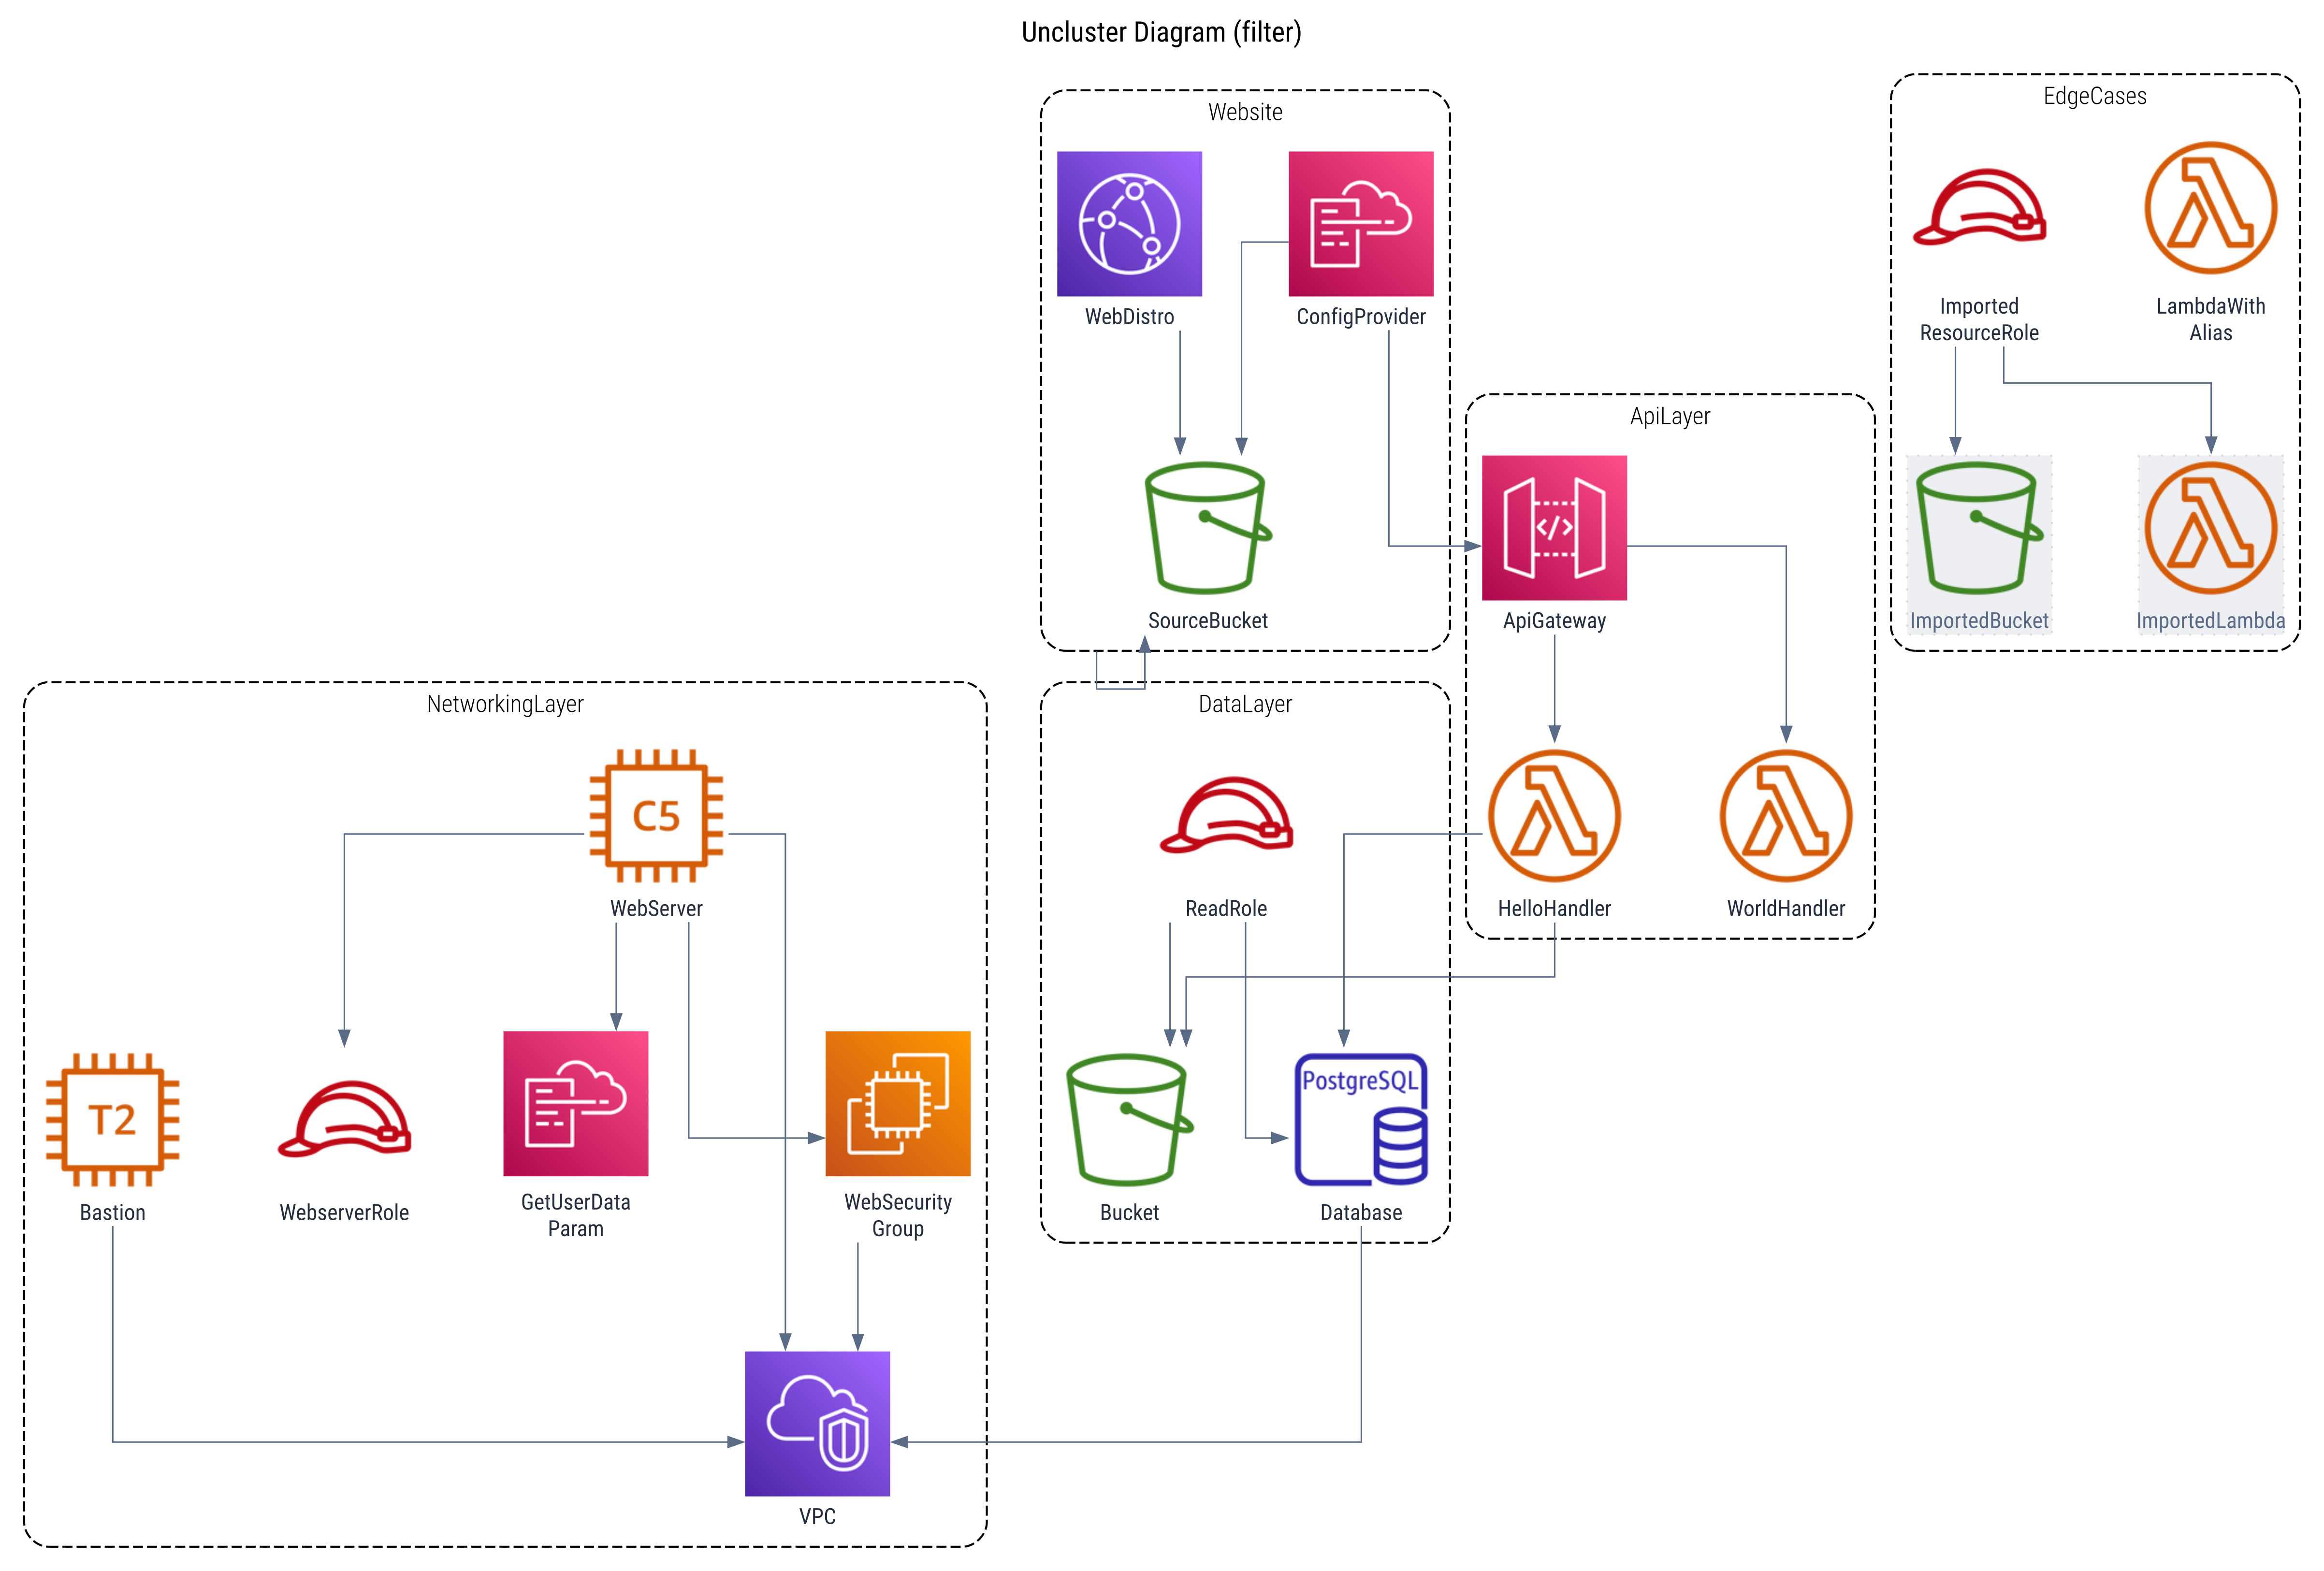 Uncluster Diagram (filter)
Website
WebDistro
ConfigProvider
SourceBucket
EdgeCases
Imported
ResourceRole
LambdaWith
Alias
ImportedBucket
ImportedLambda
ApiLayer
</>
ApiGateway
HelloHandler
WorldHandler
NetworkingLayer
C5
WebServer
T2
Bastion
WebserverRole
GetUserData
Param
WebSecurity
Group
VPC
DataLayer
ReadRole
Bucket
PostgreSQL
Database